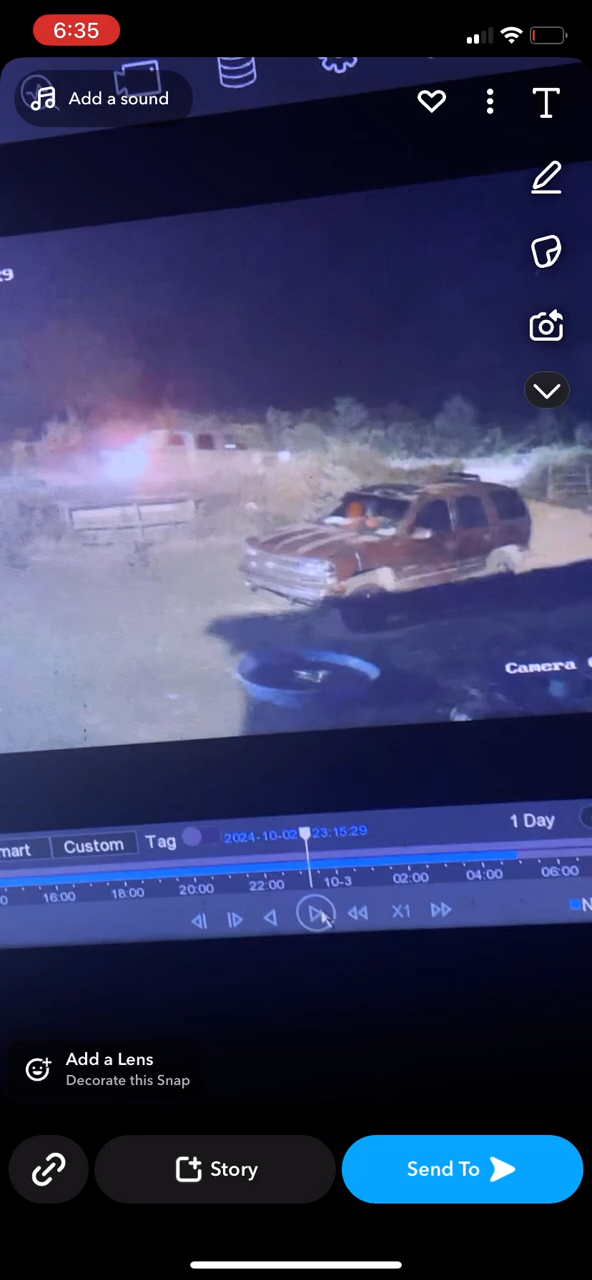 6:35
Add a sound
T
29
Camera
mart
Custom
Tag
2024-10-02 23:15:29
1 Day
16:00
18:00
20:00
22:00
10-3
02:00
04:00
06:00
X1
N
Add a Lens
Decorate this Snap
Story
Send To